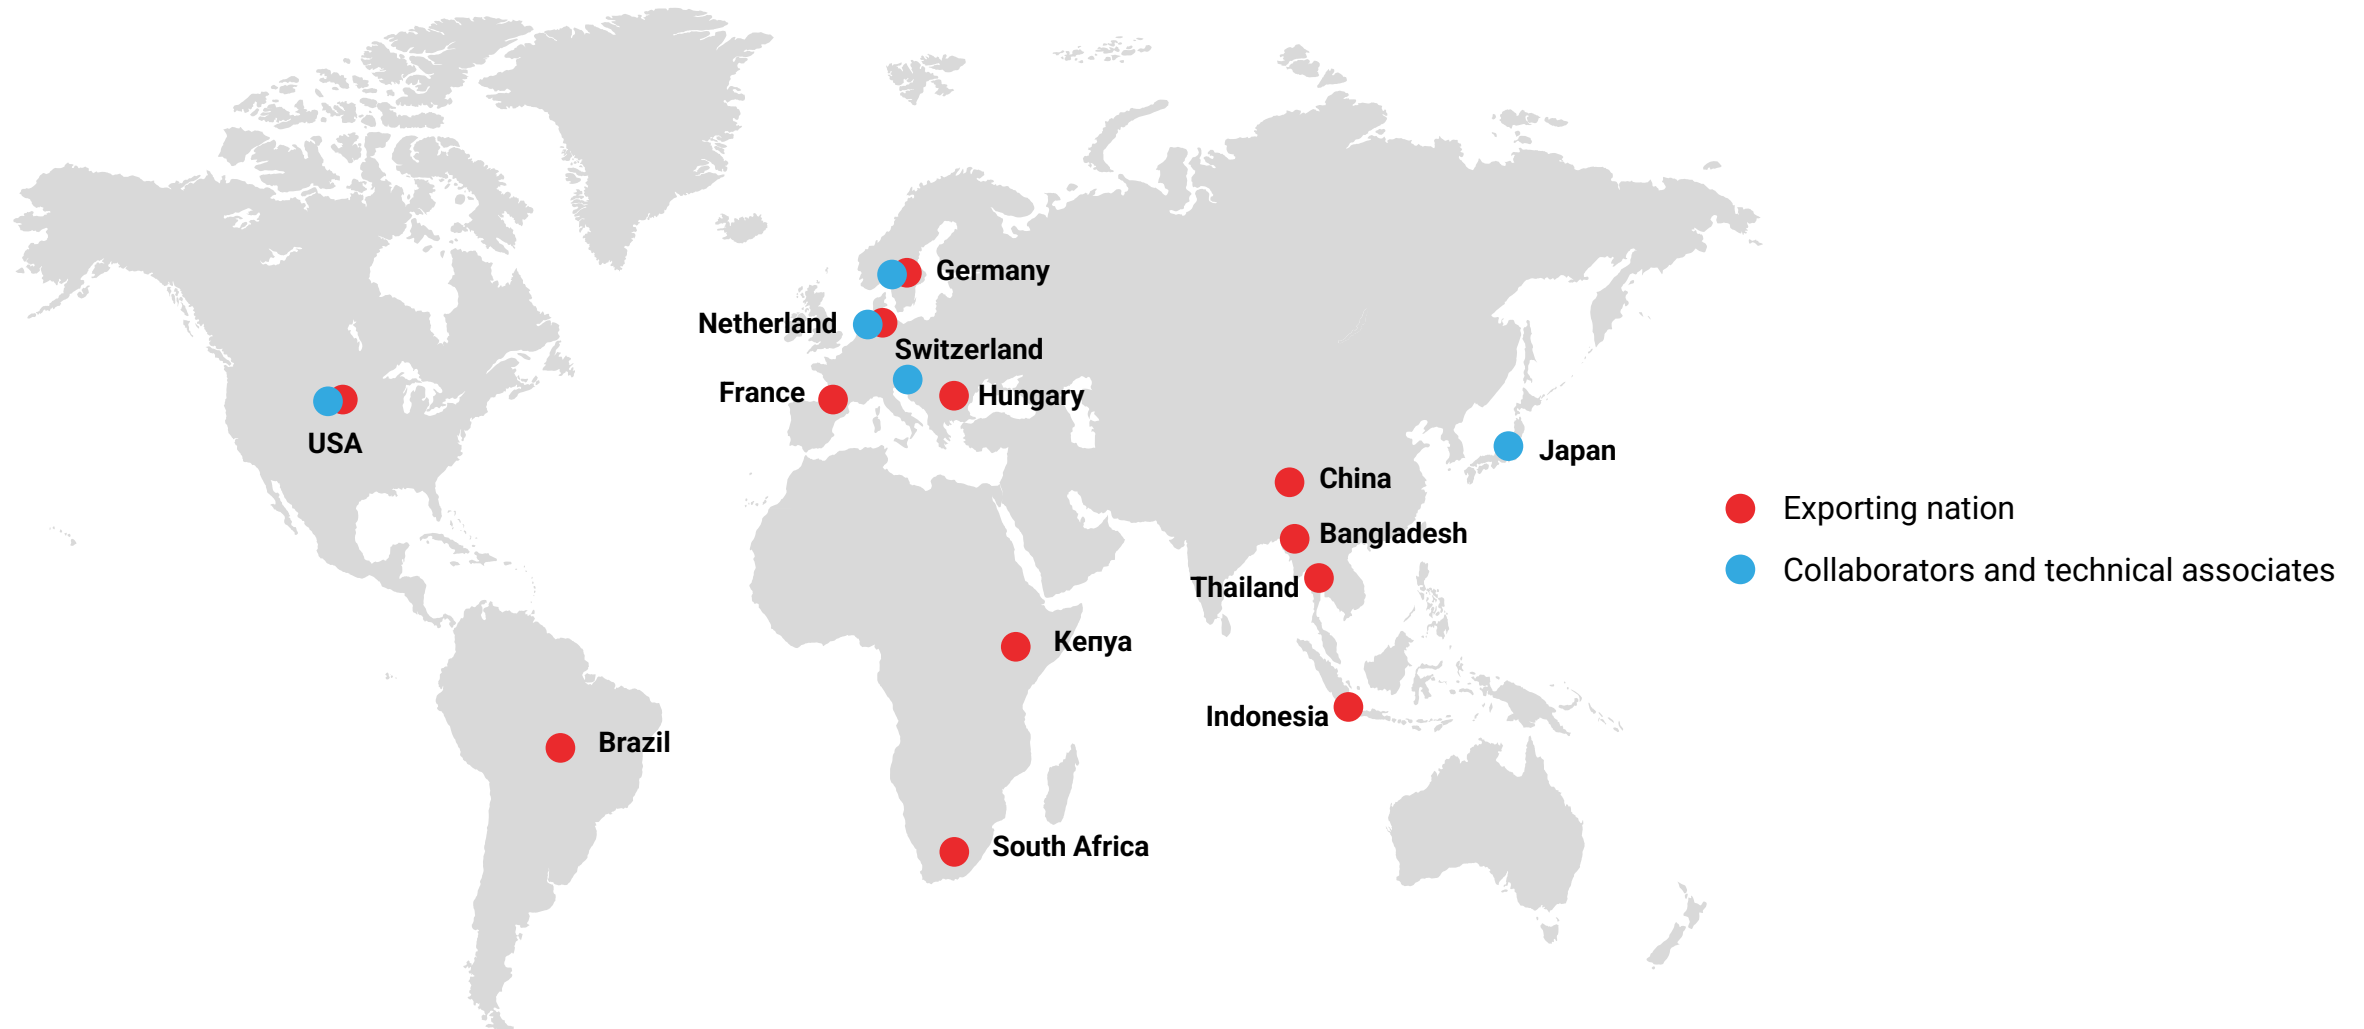 Germany
Netherland
Switzerland
France
Hungary
USA
Japan
China
Bangladesh
Thailand
Kenya
Indonesia
Brazil
South Africa
Exporting nation
Collaborators and technical associates